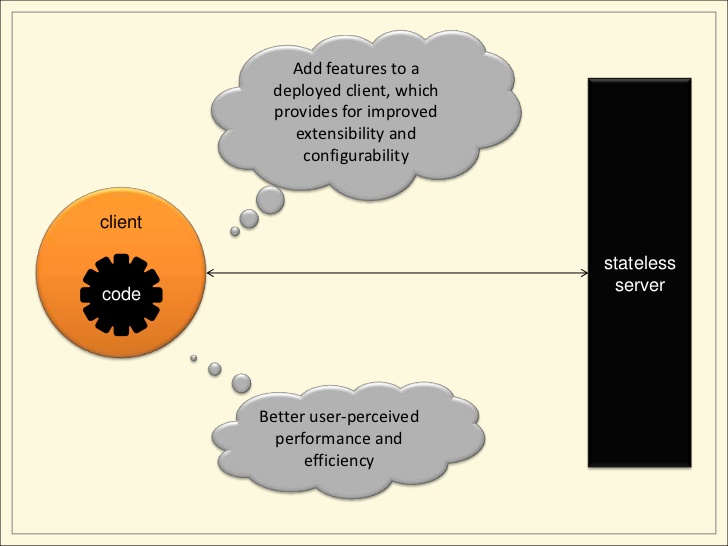 Add features to a
deployed client, which
provides for improved
extensibility and
configurability
client
code
stateless
server
Better user-perceived
performance and
efficiency